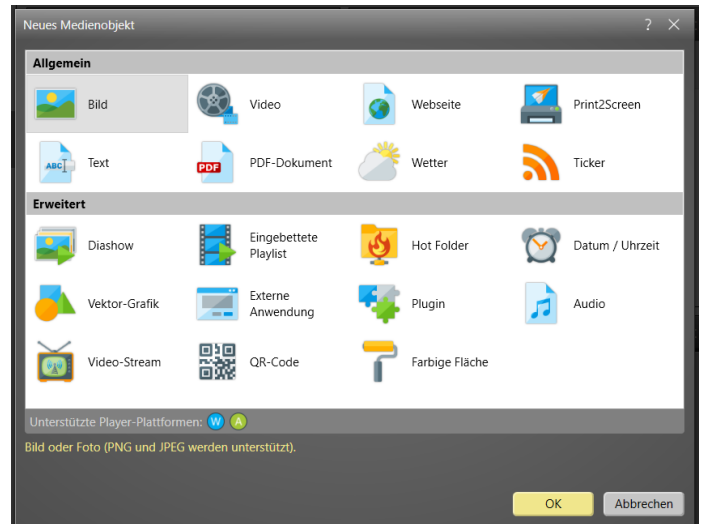 Neues Medienobjekt
?
Allgemein
Bild
Video
Webseite
Print2Screen
ABC
Text
PDF
PDF-Dokument
Wetter
Ticker
Erweitert
Diashow
Eingebettete
Playlist
Hot Folder
Datum / Uhrzeit
Vektor-Grafik
Externe
Anwendung
Plugin
Audio
Video-Stream
QR-Code
Farbige Fläche
Unterstützte Player-Plattformen: W A
Bild oder Foto (PNG und JPEG werden unterstützt).
OK
Abbrechen